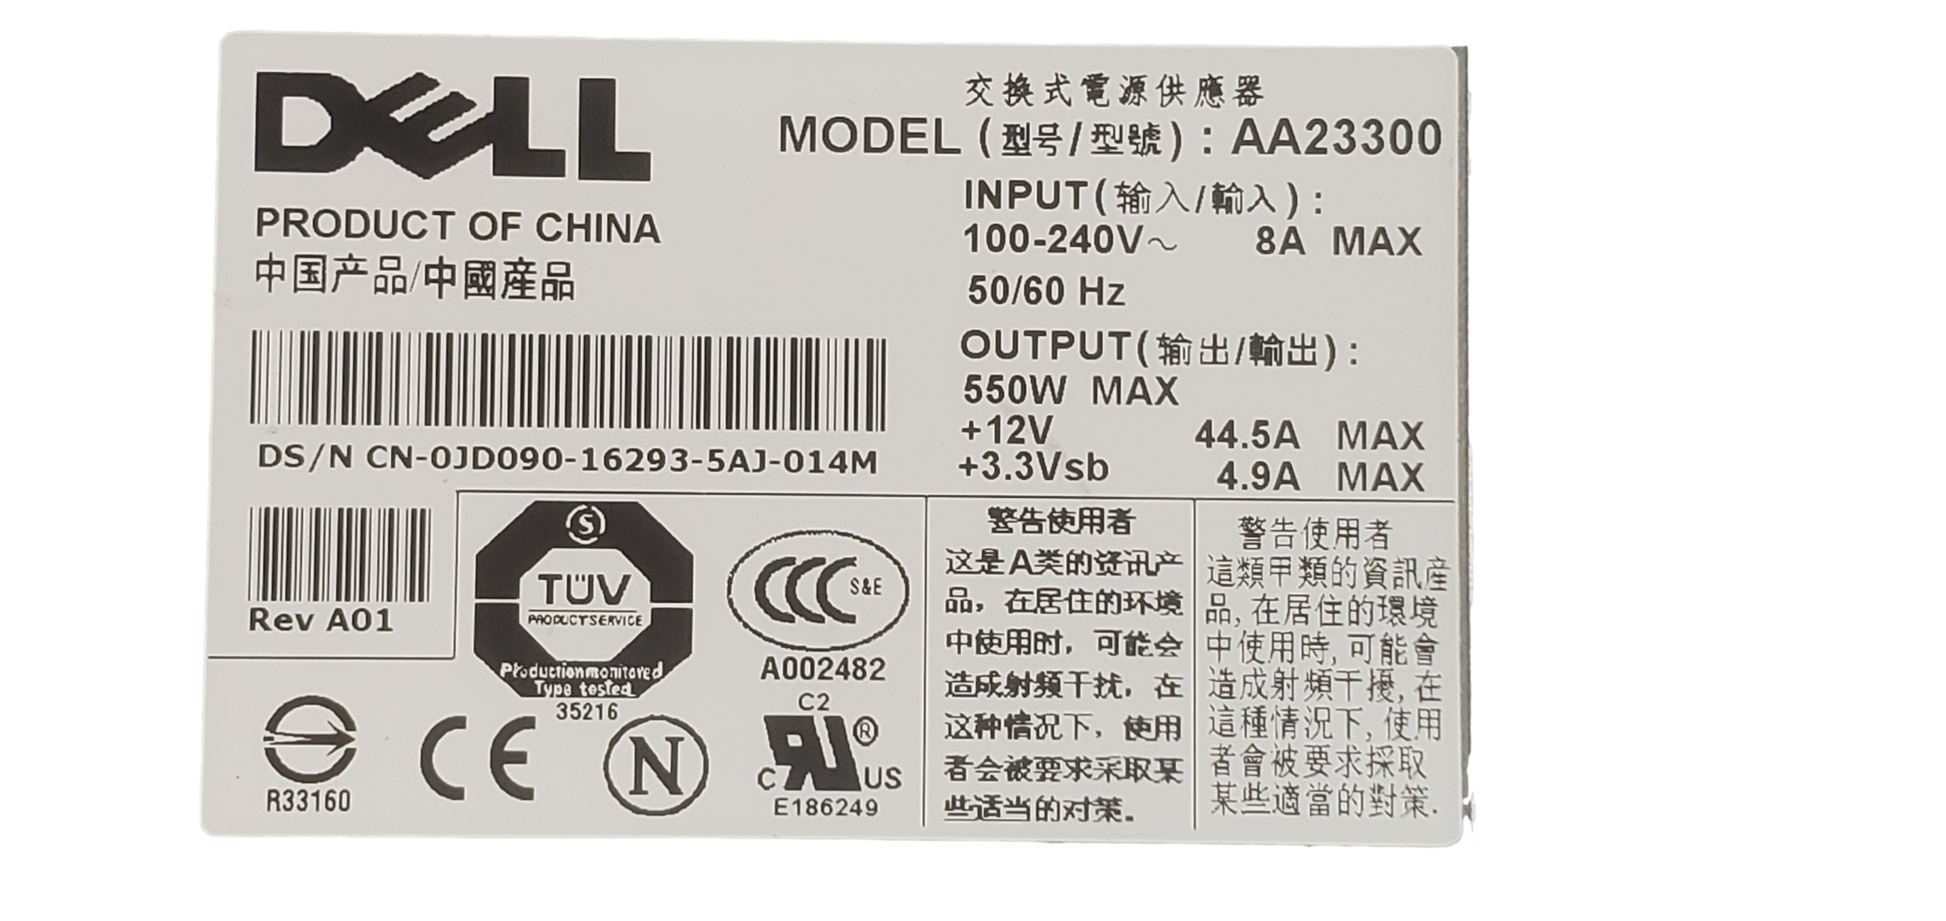 DELL
PRODUCT OF CHINA
中国产品/中國產品
DS/N CN-0JD090-16293-5AJ-014M
Rev A01
交換式電源供應器
MODEL (型号/型號) : AA23300
INPUT(输入/輸入) :
100-240V~ 8A MAX
50/60 Hz
OUTPUT(输出/輸出) :
550W MAX
+12V 44.5A MAX
+3.3Vsb 4.9A MAX
S
TÜV
PRODUCT SERVICE
Production monitored
Type tested
35216
CCC S&E
A002482
R33160
CE
N
C2
c RU ® US
E186249
警告使用者
这是A类的资讯产
品，在居住的环境
中使用时，可能会
造成射频干扰，在
这种情况下，使用
者会被要求采取某
些适当的对策。
警告使用者
這類甲類的資訊産
品, 在居住的環境
中使用時, 可能會
造成射頻干擾, 在
這種情況下, 使用
者會被要求採取
某些適當的對策.